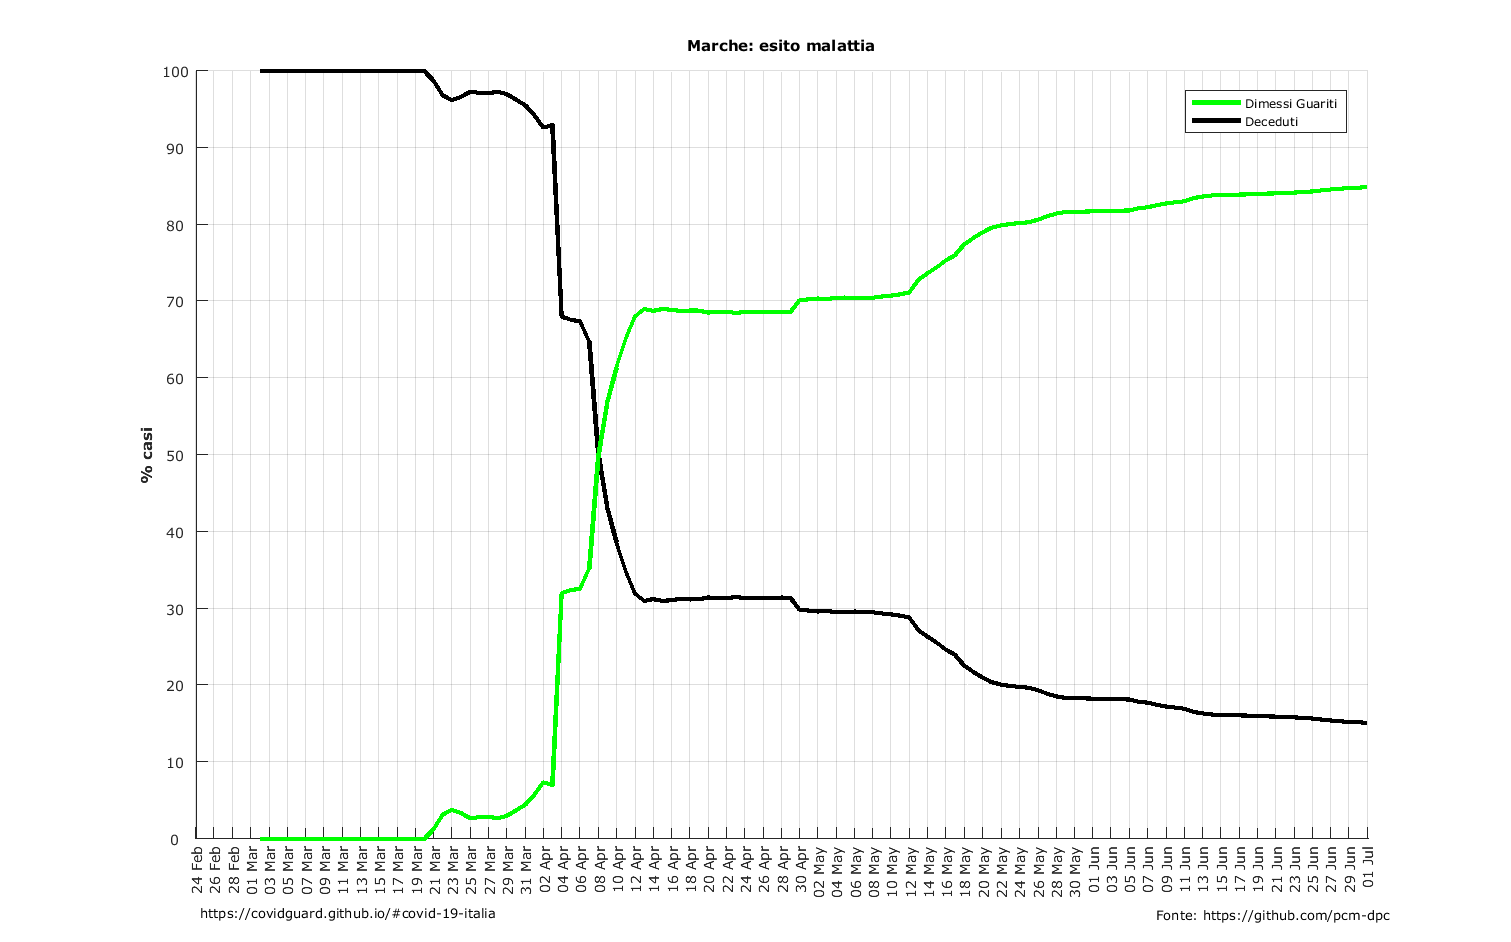 Marche: esito malattia
Dimessi Guariti
Deceduti
% casi
100
90
80
70
60
50
40
30
20
10
0
24 Feb
26 Feb
28 Feb
01 Mar
03 Mar
05 Mar
07 Mar
09 Mar
11 Mar
13 Mar
15 Mar
17 Mar
19 Mar
21 Mar
23 Mar
25 Mar
27 Mar
29 Mar
31 Mar
02 Apr
04 Apr
06 Apr
08 Apr
10 Apr
12 Apr
14 Apr
16 Apr
18 Apr
20 Apr
22 Apr
24 Apr
26 Apr
28 Apr
30 Apr
02 May
04 May
06 May
08 May
10 May
12 May
14 May
16 May
18 May
20 May
22 May
24 May
26 May
28 May
30 May
01 Jun
03 Jun
05 Jun
07 Jun
09 Jun
11 Jun
13 Jun
15 Jun
17 Jun
19 Jun
21 Jun
23 Jun
25 Jun
27 Jun
29 Jun
01 Jul
https://covidguard.github.io/#covid-19-italia
Fonte: https://github.com/pcm-dpc